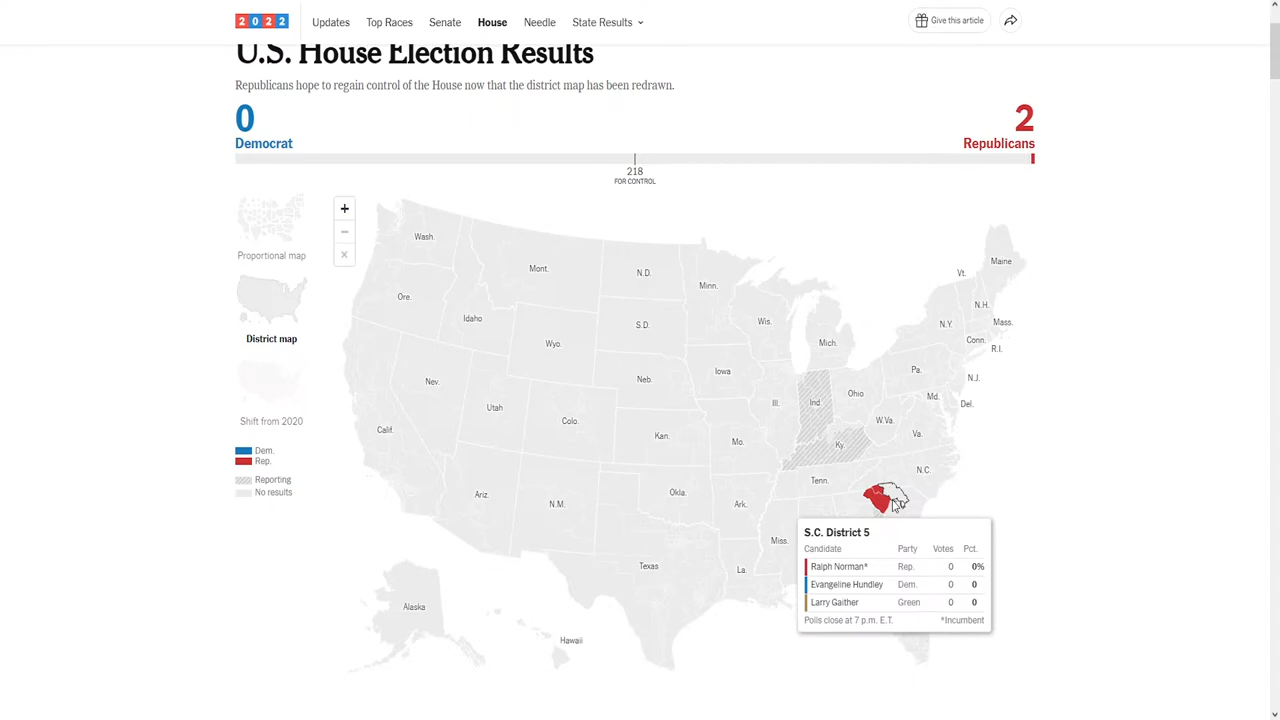 2022 Updates Top Races Senate House Needle State Results Give this article
U.S. House Election Results
Republicans hope to regain control of the House now that the district map has been redrawn.
0 2
Democrat Republicans
218
FOR CONTROL
Proportional map
District map
Shift from 2020
Dem.
Rep.
Reporting
No results
+
−
x
Wash.
Mont.
N.D.
Minn.
Vt.
Maine
Ore.
Idaho
S.D.
Wis.
N.H.
Mass.
N.Y.
Wyo.
Mich.
Conn.
R.I.
Nev.
Neb.
Iowa
Pa.
N.J.
Utah
Colo.
Ill.
Ind.
Ohio
Md.
Del.
Calif.
Kan.
Mo.
Ky.
W.Va.
Va.
N.C.
Ariz.
N.M.
Okla.
Ark.
Tenn.
Miss.
Texas
La.
Alaska
Hawaii
S.C. District 5
Candidate Party Votes Pct.
Ralph Norman* Rep. 0 0%
Evangeline Hundley Dem. 0 0
Larry Gaither Green 0 0
Polls close at 7 p.m. E.T. *Incumbent